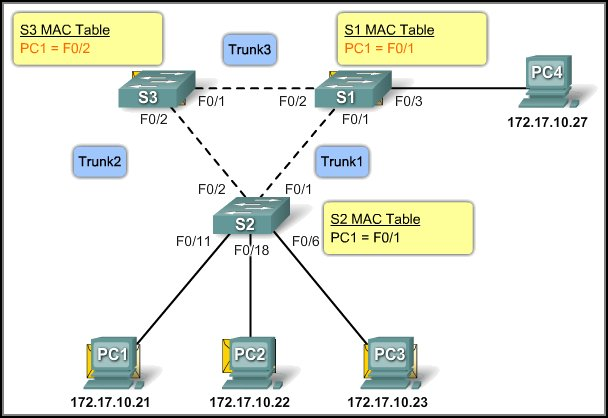 S3 MAC Table
PC1 = F0/2
Trunk3
S1 MAC Table
PC1 = F0/1
S3
F0/1
F0/2
S1
F0/3
PC4
F0/2
F0/1
172.17.10.27
Trunk2
Trunk1
F0/2
F0/1
S2
S2 MAC Table
PC1 = F0/1
F0/11
F0/18
F0/6
PC1
PC2
PC3
172.17.10.21
172.17.10.22
172.17.10.23